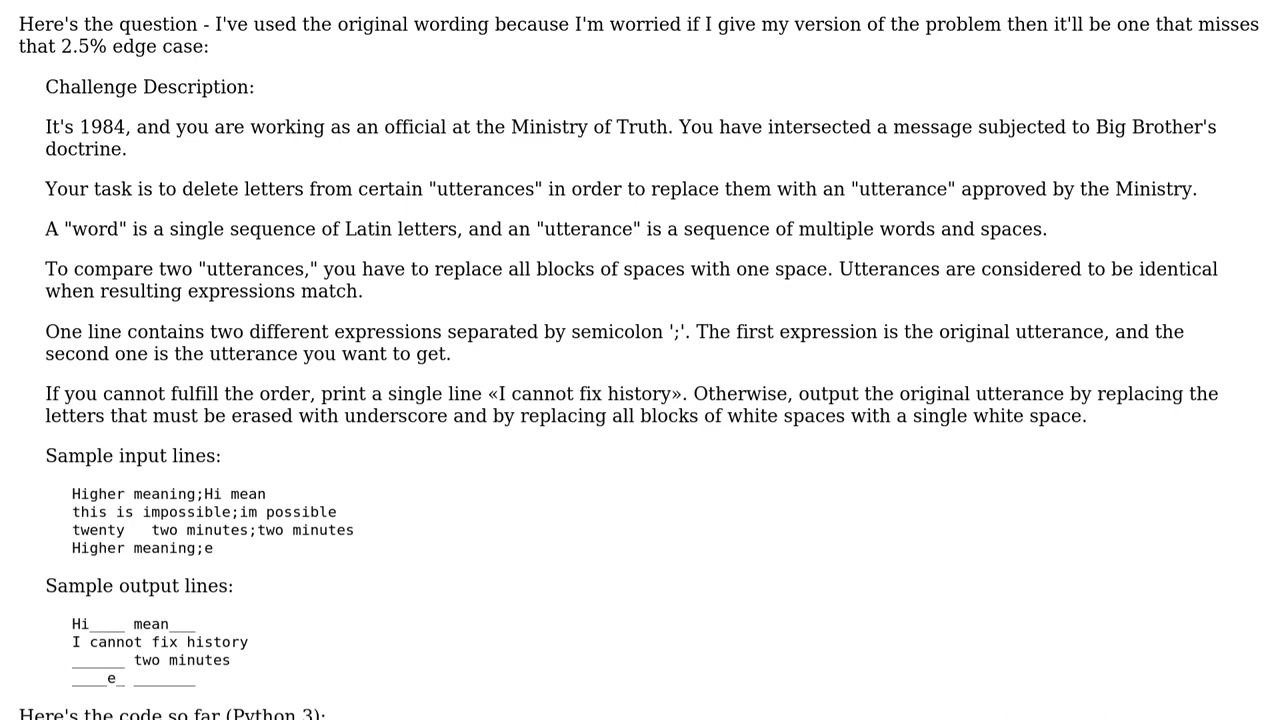 Here's the question - I've used the original wording because I'm worried if I give my version of the problem then it'll be one that misses
that 2.5% edge case:
Challenge Description:
It's 1984, and you are working as an official at the Ministry of Truth. You have intersected a message subjected to Big Brother's
doctrine.
Your task is to delete letters from certain "utterances" in order to replace them with an "utterance" approved by the Ministry.
A "word" is a single sequence of Latin letters, and an "utterance" is a sequence of multiple words and spaces.
To compare two "utterances," you have to replace all blocks of spaces with one space. Utterances are considered to be identical
when resulting expressions match.
One line contains two different expressions separated by semicolon ';'. The first expression is the original utterance, and the
second one is the utterance you want to get.
If you cannot fulfill the order, print a single line «I cannot fix history». Otherwise, output the original utterance by replacing the
letters that must be erased with underscore and by replacing all blocks of white spaces with a single white space.
Sample input lines:
Higher meaning;Hi mean
this is impossible;im possible
twenty   two minutes;two minutes
Higher meaning;e
Sample output lines:
Hi____ mean___
I cannot fix history
______ two minutes
____e_ _______
Here's the code so far (Python 3):